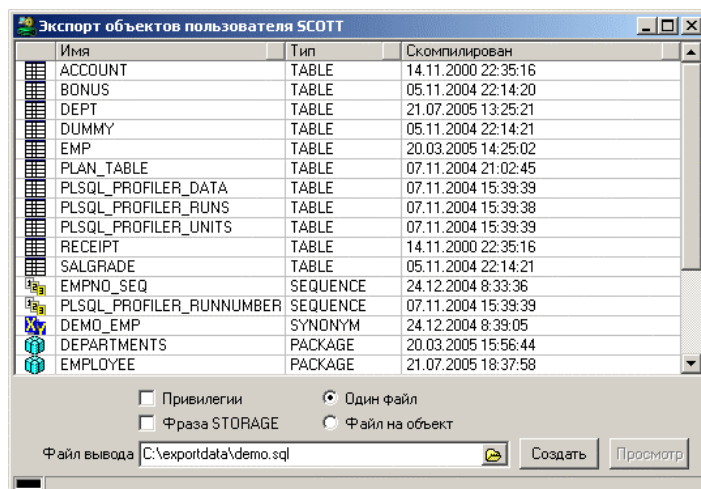 Экспорт объектов пользователя SCOTT
Имя Тип Скомпилирован
ACCOUNT TABLE 14.11.2000 22:35:16
BONUS TABLE 05.11.2004 22:14:20
DEPT TABLE 21.07.2005 13:25:21
DUMMY TABLE 05.11.2004 22:14:21
EMP TABLE 20.03.2005 14:25:02
PLAN_TABLE TABLE 07.11.2004 21:02:45
PLSQL_PROFILER_DATA TABLE 07.11.2004 15:39:39
PLSQL_PROFILER_RUNS TABLE 07.11.2004 15:39:38
PLSQL_PROFILER_UNITS TABLE 07.11.2004 15:39:39
RECEIPT TABLE 14.11.2000 22:35:16
SALGRADE TABLE 05.11.2004 22:14:21
EMPNO_SEQ SEQUENCE 24.12.2004 8:33:36
PLSQL_PROFILER_RUNNUMBER SEQUENCE 07.11.2004 15:39:39
DEMO_EMP SYNONYM 24.12.2004 8:39:05
DEPARTMENTS PACKAGE 20.03.2005 15:56:44
EMPLOYEE PACKAGE 21.07.2005 18:37:58
Привилегии Один файл
Фраза STORAGE Файл на объект
Файл вывода C:\exportdata\demo.sql Создать Просмотр